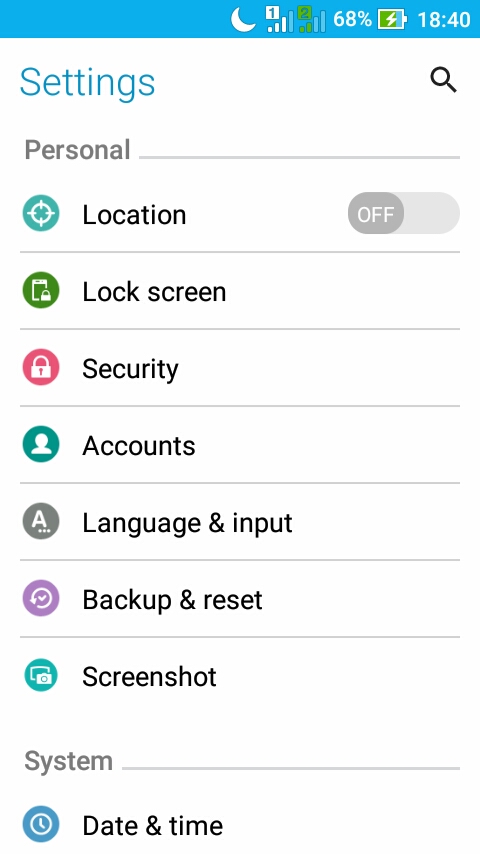 1 2 68% 18:40
Settings
Personal
Location OFF
Lock screen
Security
Accounts
A Language & input
Backup & reset
Screenshot
System
Date & time